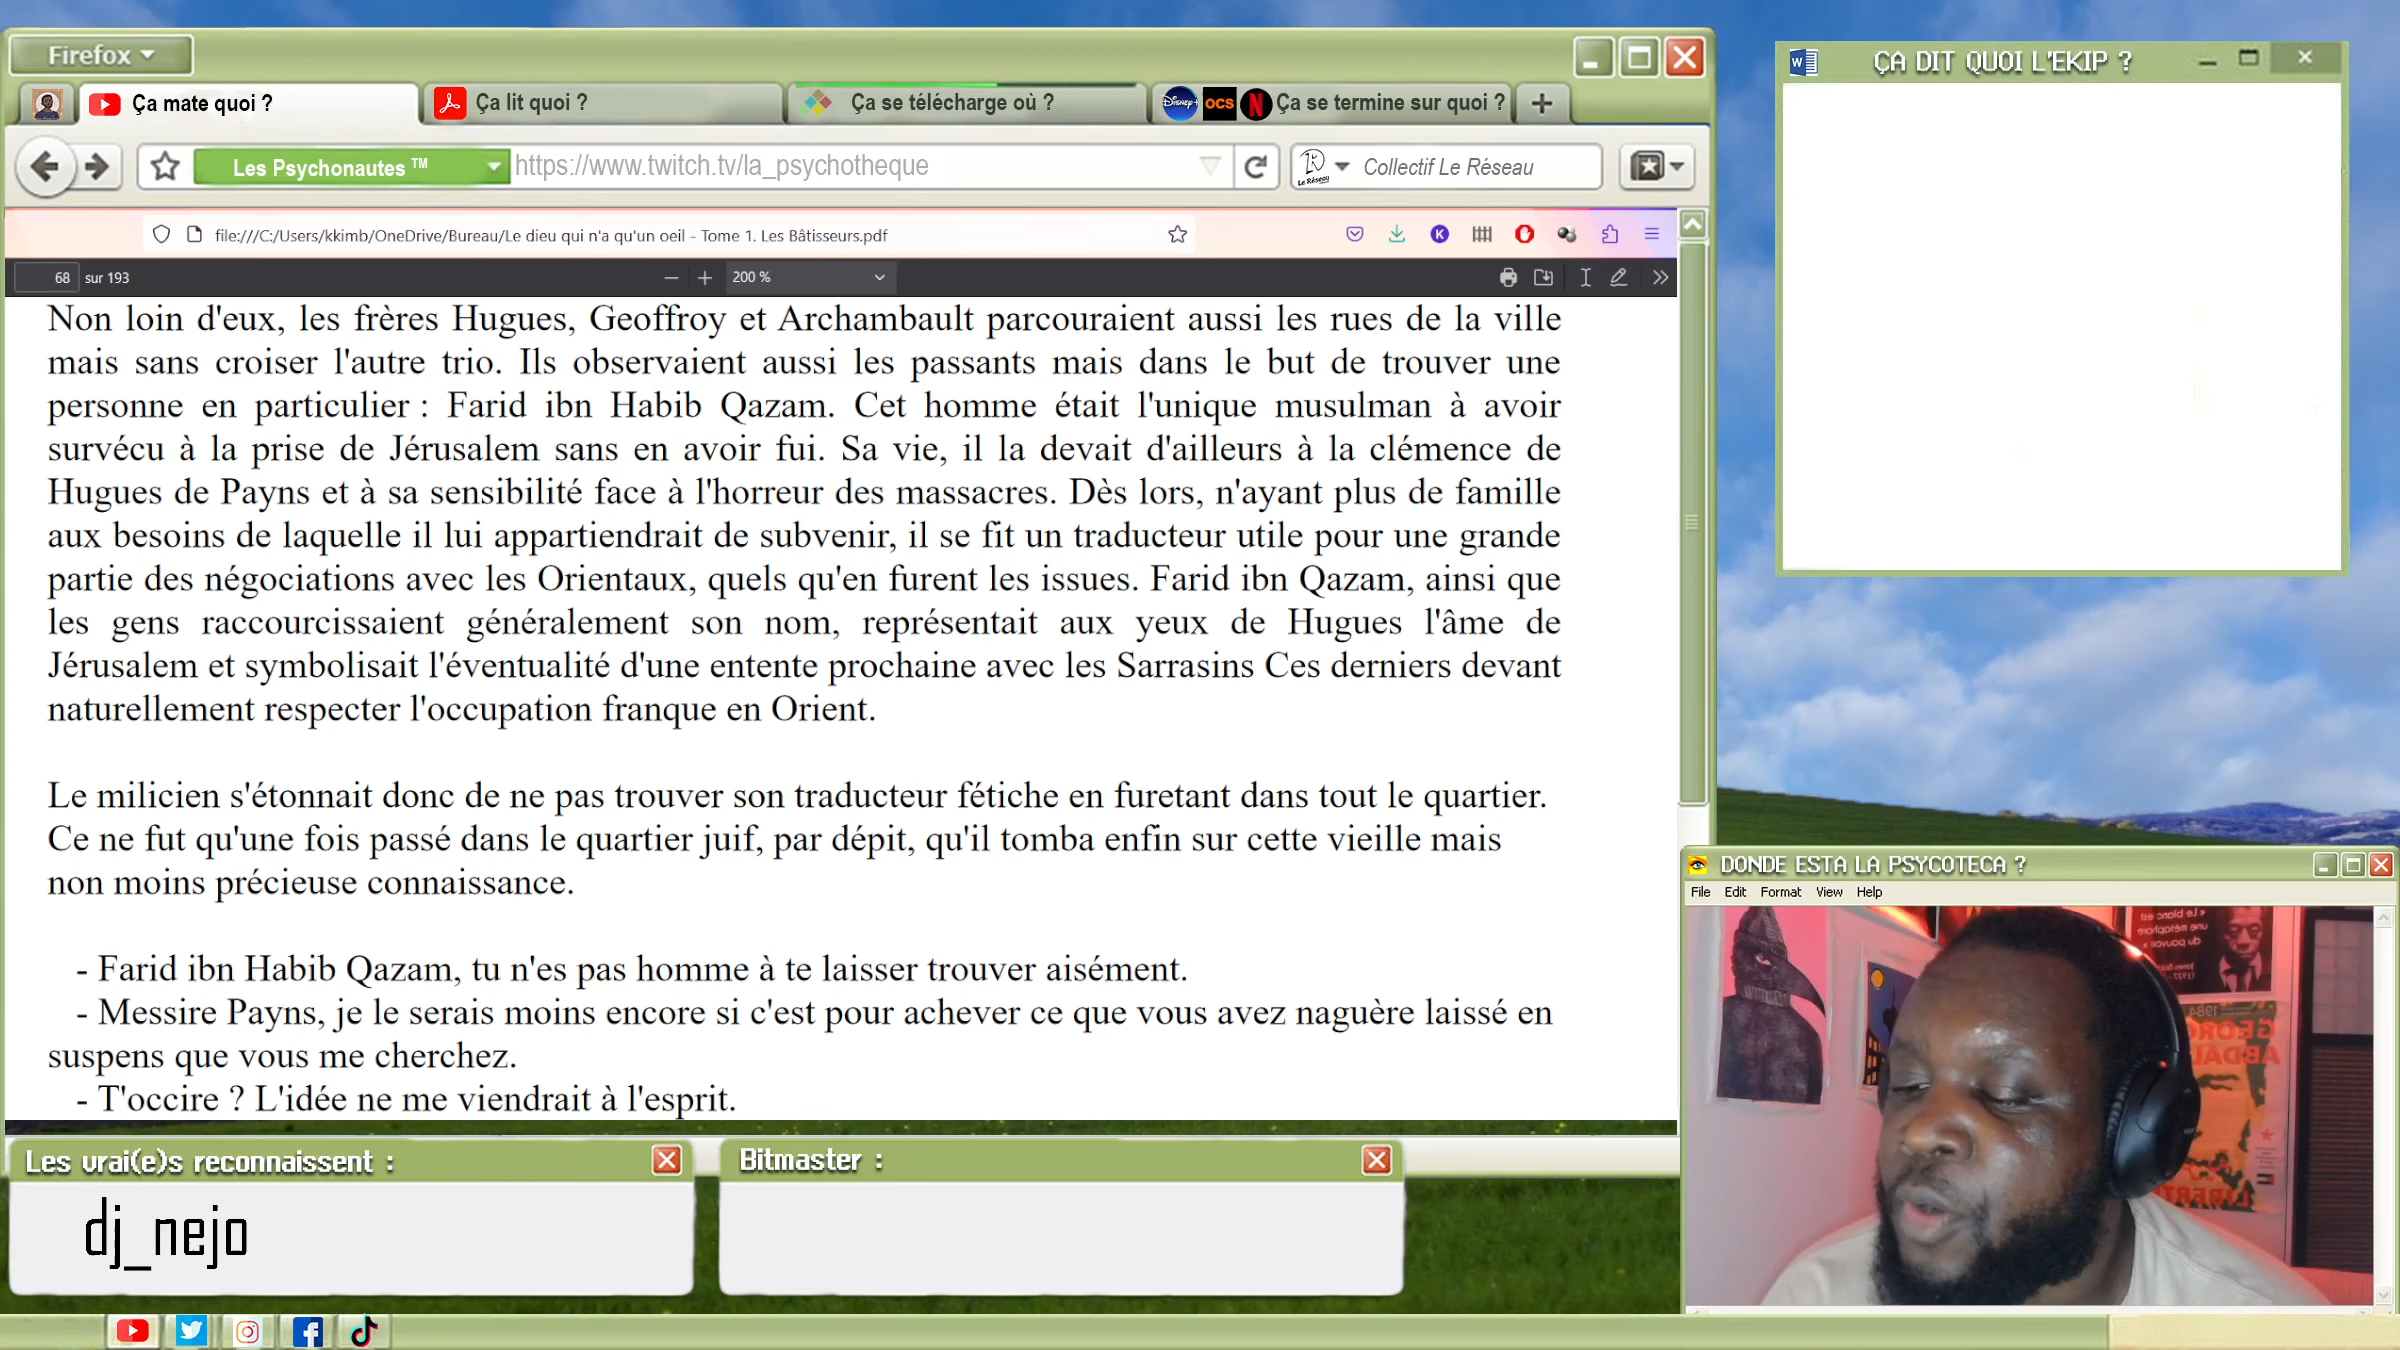 Firefox
Ça mate quoi ?
Ça lit quoi ?
Ça se télécharge où ?
Disney+ OCS N Ça se termine sur quoi ?
Les Psychonautes ™
https://www.twitch.tv/la_psychotheque
Le Réseau
Collectif Le Réseau
file:///C:/Users/kkimb/OneDrive/Bureau/Le dieu qui n'a qu'un oeil - Tome 1. Les Bâtisseurs.pdf
68 sur 193
200 %
Non loin d'eux, les frères Hugues, Geoffroy et Archambault parcouraient aussi les rues de la ville
mais sans croiser l'autre trio. Ils observaient aussi les passants mais dans le but de trouver une
personne en particulier : Farid ibn Habib Qazam. Cet homme était l'unique musulman à avoir
survécu à la prise de Jérusalem sans en avoir fui. Sa vie, il la devait d'ailleurs à la clémence de
Hugues de Payns et à sa sensibilité face à l'horreur des massacres. Dès lors, n'ayant plus de famille
aux besoins de laquelle il lui appartiendrait de subvenir, il se fit un traducteur utile pour une grande
partie des négociations avec les Orientaux, quels qu'en furent les issues. Farid ibn Qazam, ainsi que
les gens raccourcissaient généralement son nom, représentait aux yeux de Hugues l'âme de
Jérusalem et symbolisait l'éventualité d'une entente prochaine avec les Sarrasins Ces derniers devant
naturellement respecter l'occupation franque en Orient.
Le milicien s'étonnait donc de ne pas trouver son traducteur fétiche en furetant dans tout le quartier.
Ce ne fut qu'une fois passé dans le quartier juif, par dépit, qu'il tomba enfin sur cette vieille mais
non moins précieuse connaissance.
- Farid ibn Habib Qazam, tu n'es pas homme à te laisser trouver aisément.
- Messire Payns, je le serais moins encore si c'est pour achever ce que vous avez naguère laissé en
suspens que vous me cherchez.
- T'occire ? L'idée ne me viendrait à l'esprit.
Les vrai(e)s reconnaissent :
dj_nejo
Bitmaster :
ÇA DIT QUOI L'EKIP ?
DONDE ESTA LA PSYCOTECA ?
File Edit Format View Help
« Le blanc est
une métaphore
du pouvoir »
1984